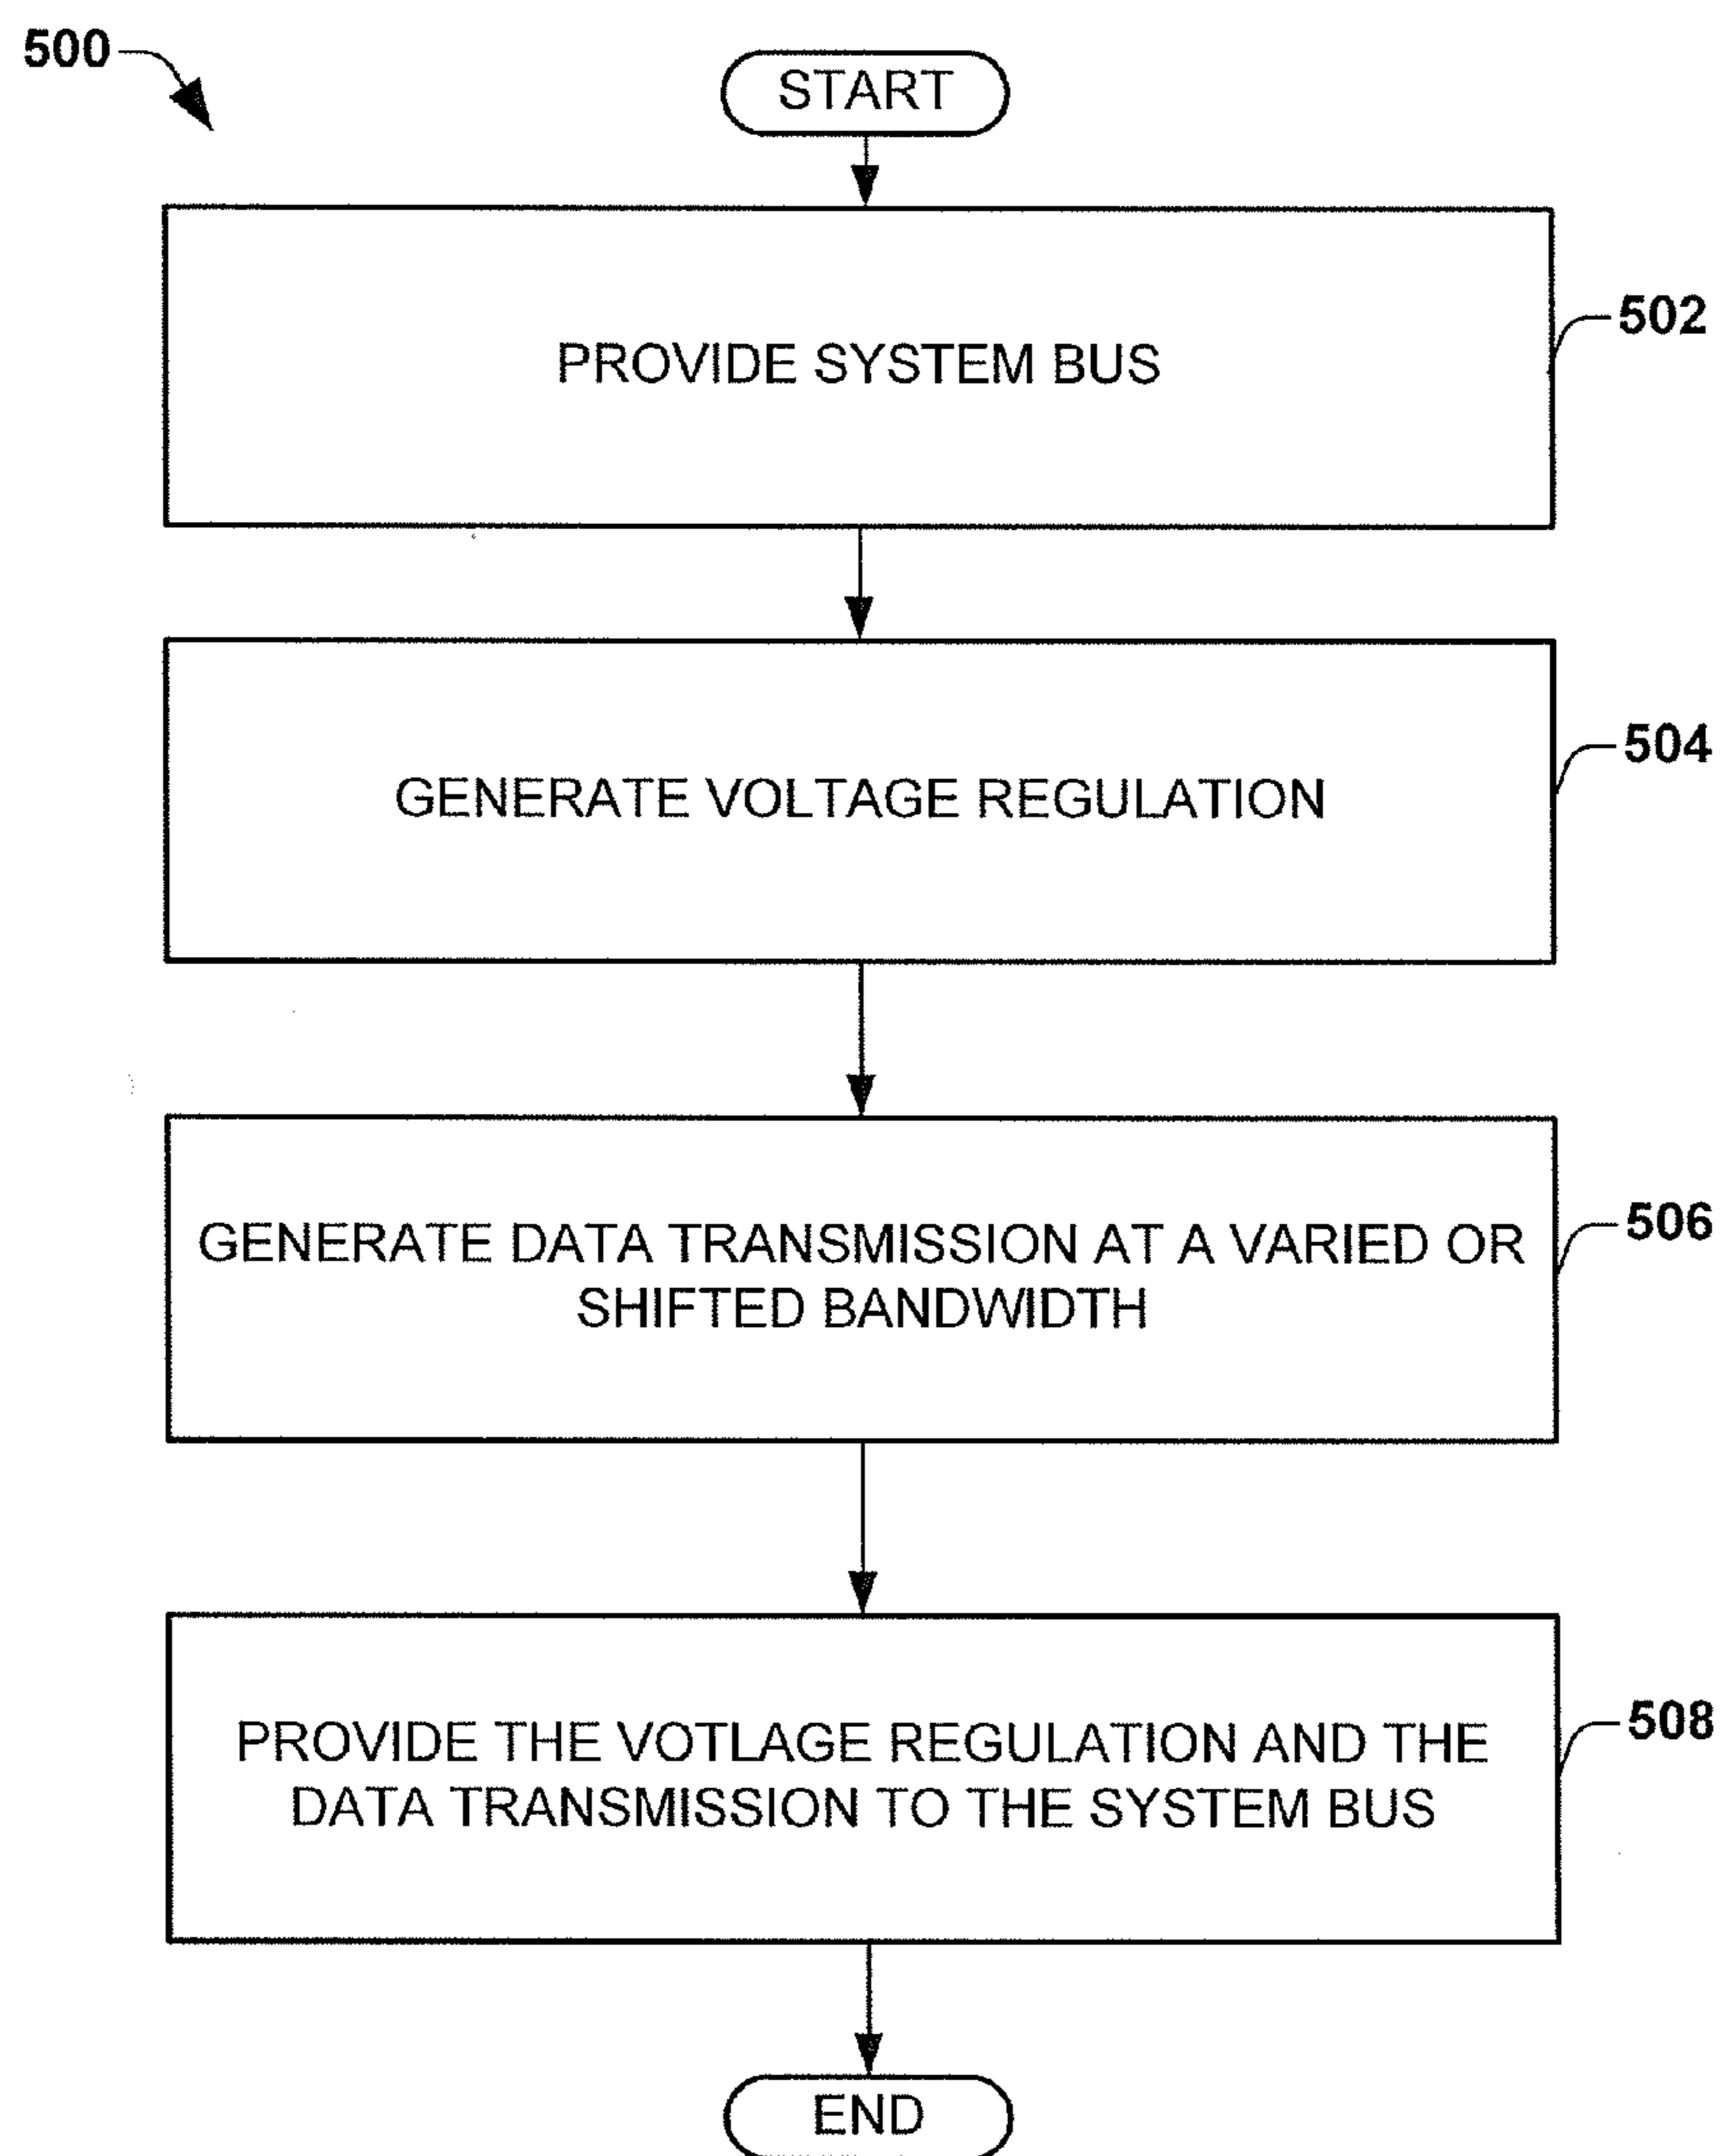 500
START
PROVIDE SYSTEM BUS
502
GENERATE VOLTAGE REGULATION
504
GENERATE DATA TRANSMISSION AT A VARIED OR
SHIFTED BANDWIDTH
506
PROVIDE THE VOTLAGE REGULATION AND THE
DATA TRANSMISSION TO THE SYSTEM BUS
508
END